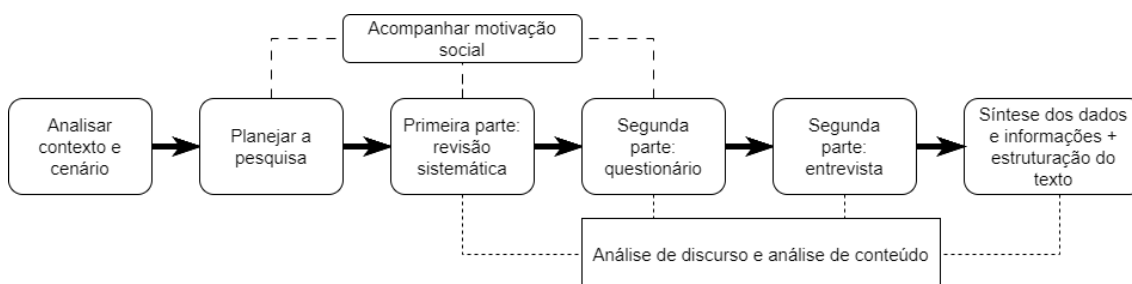 Acompanhar motivação
social
Analisar
contexto e
cenário
Planejar a
pesquisa
Primeira parte:
revisão
sistemática
Segunda
parte:
questionário
Segunda
parte:
entrevista
Síntese dos dados
e informações +
estruturação do
texto
Análise de discurso e análise de conteúdo